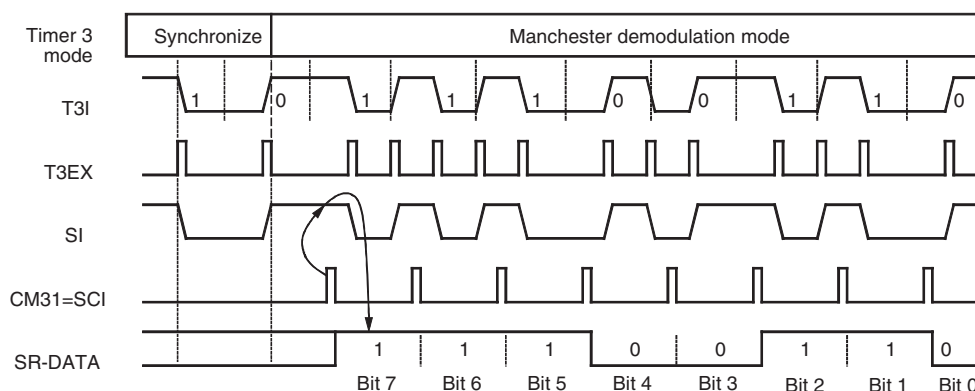 Timer 3
mode
Synchronize
Manchester demodulation mode
T3I
1 0 1 1 1 0 0 1 1 0
T3EX
SI
CM31=SCI
SR-DATA
1 1 1 0 0 1 1 0
Bit 7 Bit 6 Bit 5 Bit 4 Bit 3 Bit 2 Bit 1 Bit 0